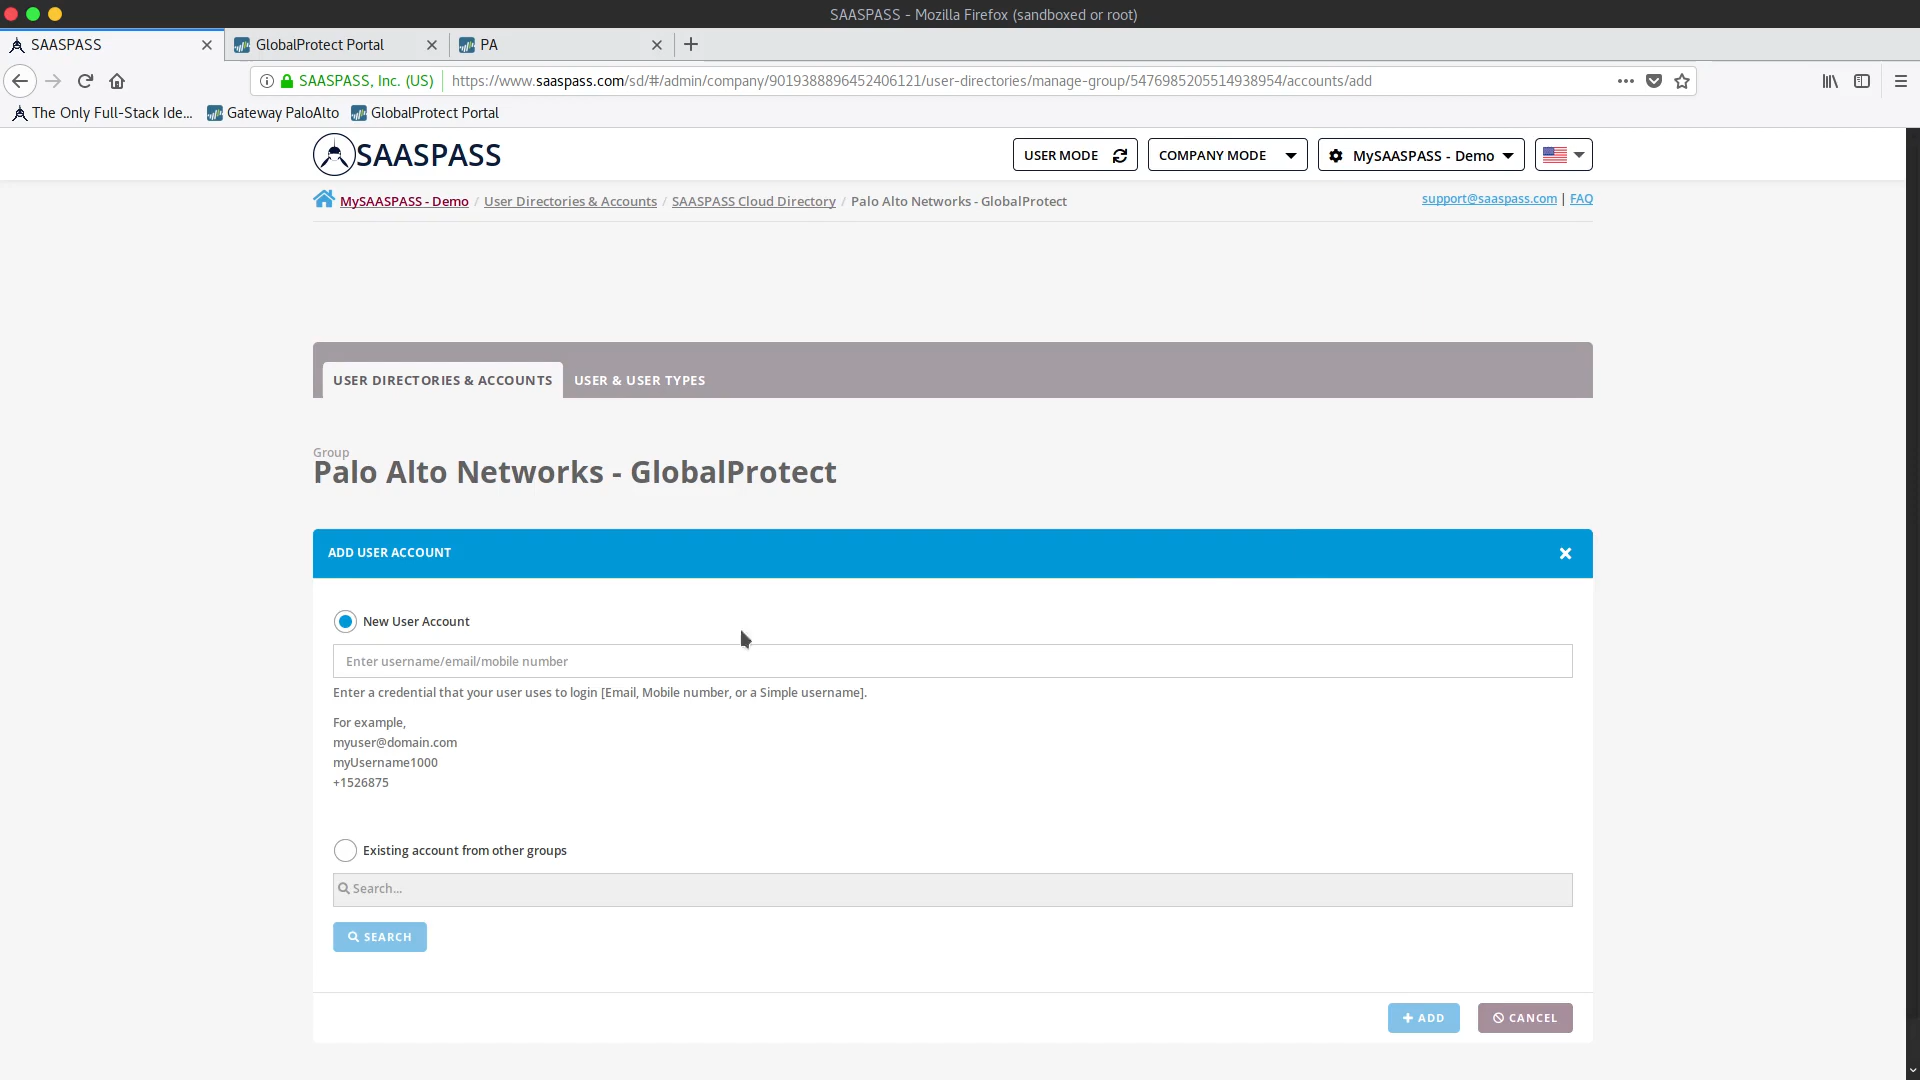 SAASPASS - Mozilla Firefox (sandboxed or root)
SAASPASS
GlobalProtect Portal
PA
SAASPASS, Inc. (US)
https://www.saaspass.com/sd/#/admin/company/9019388896452406121/user-directories/manage-group/5476985205514938954/accounts/add
The Only Full-Stack Ide...
Gateway PaloAlto
GlobalProtect Portal
SAASPASS
USER MODE
COMPANY MODE
MySAASPASS - Demo
MySAASPASS - Demo / User Directories & Accounts / SAASPASS Cloud Directory / Palo Alto Networks - GlobalProtect
support@saaspass.com | FAQ
USER DIRECTORIES & ACCOUNTS
USER & USER TYPES
Group
Palo Alto Networks - GlobalProtect
ADD USER ACCOUNT
New User Account
Enter username/email/mobile number
Enter a credential that your user uses to login [Email, Mobile number, or a Simple username].
For example,
myuser@domain.com
myUsername1000
+1526875
Existing account from other groups
Search...
SEARCH
ADD
CANCEL